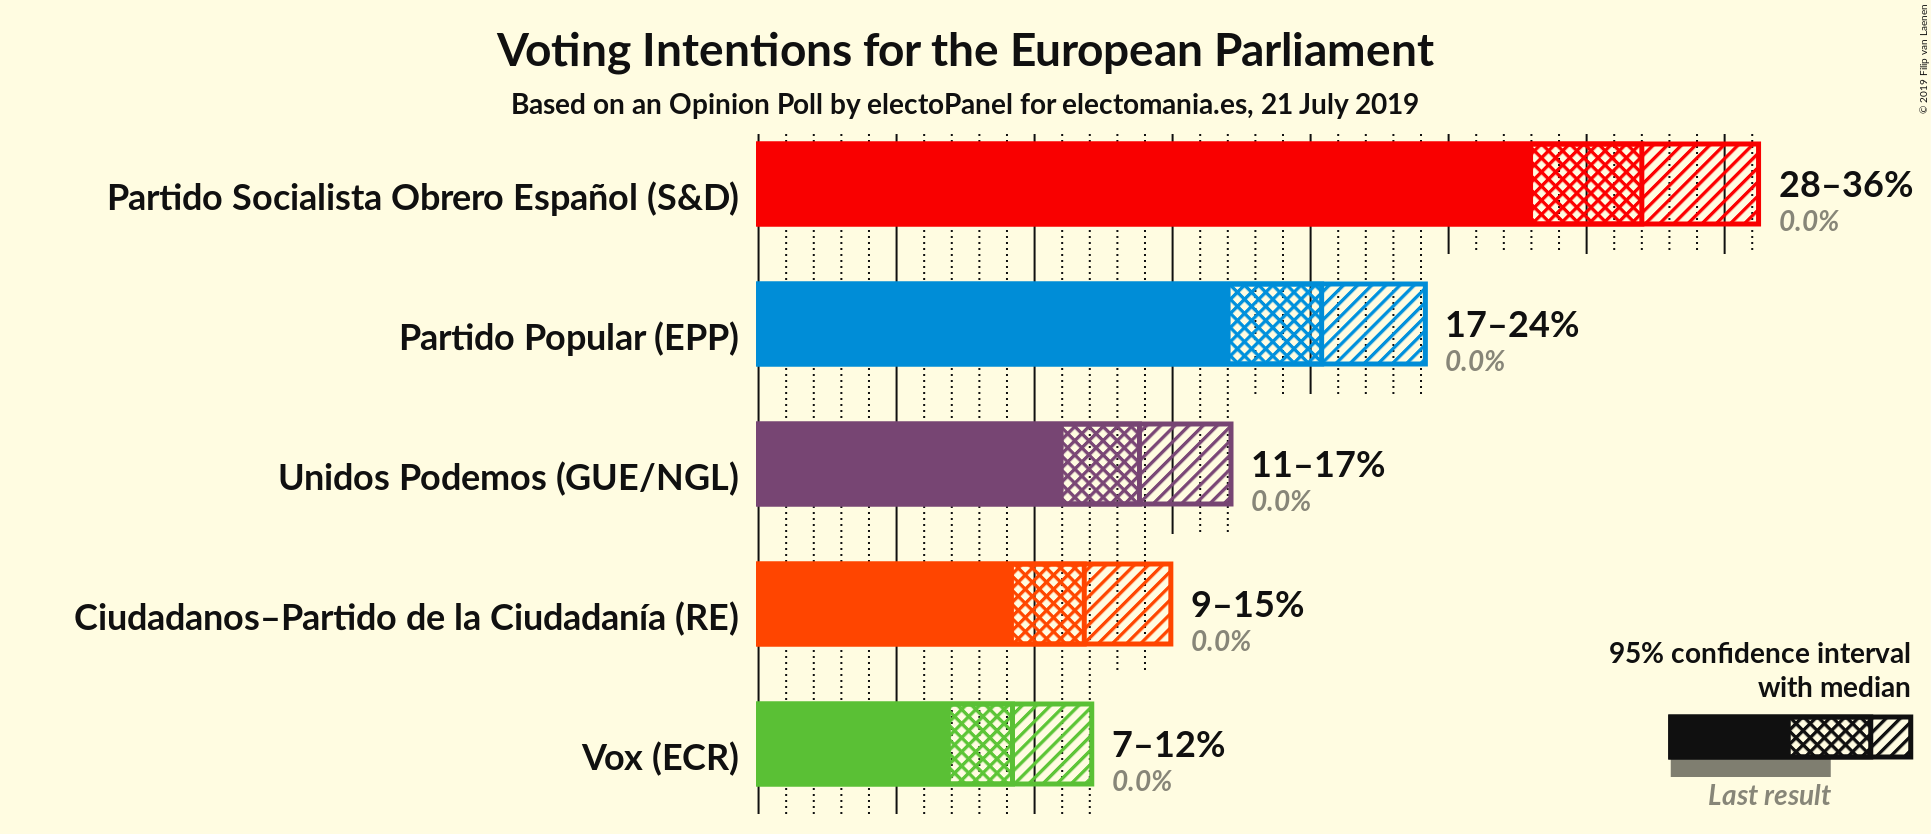 Voting Intentions for the European Parliament
Based on an Opinion Poll by electoPanel for electomania.es, 21 July 2019
© 2019 Filip van Laenen
Partido Socialista Obrero Español (S&D)
28–36%
0.0%
Partido Popular (EPP)
17–24%
0.0%
Unidos Podemos (GUE/NGL)
11–17%
0.0%
Ciudadanos–Partido de la Ciudadanía (RE)
9–15%
0.0%
Vox (ECR)
7–12%
0.0%
95% confidence interval
with median
Last result